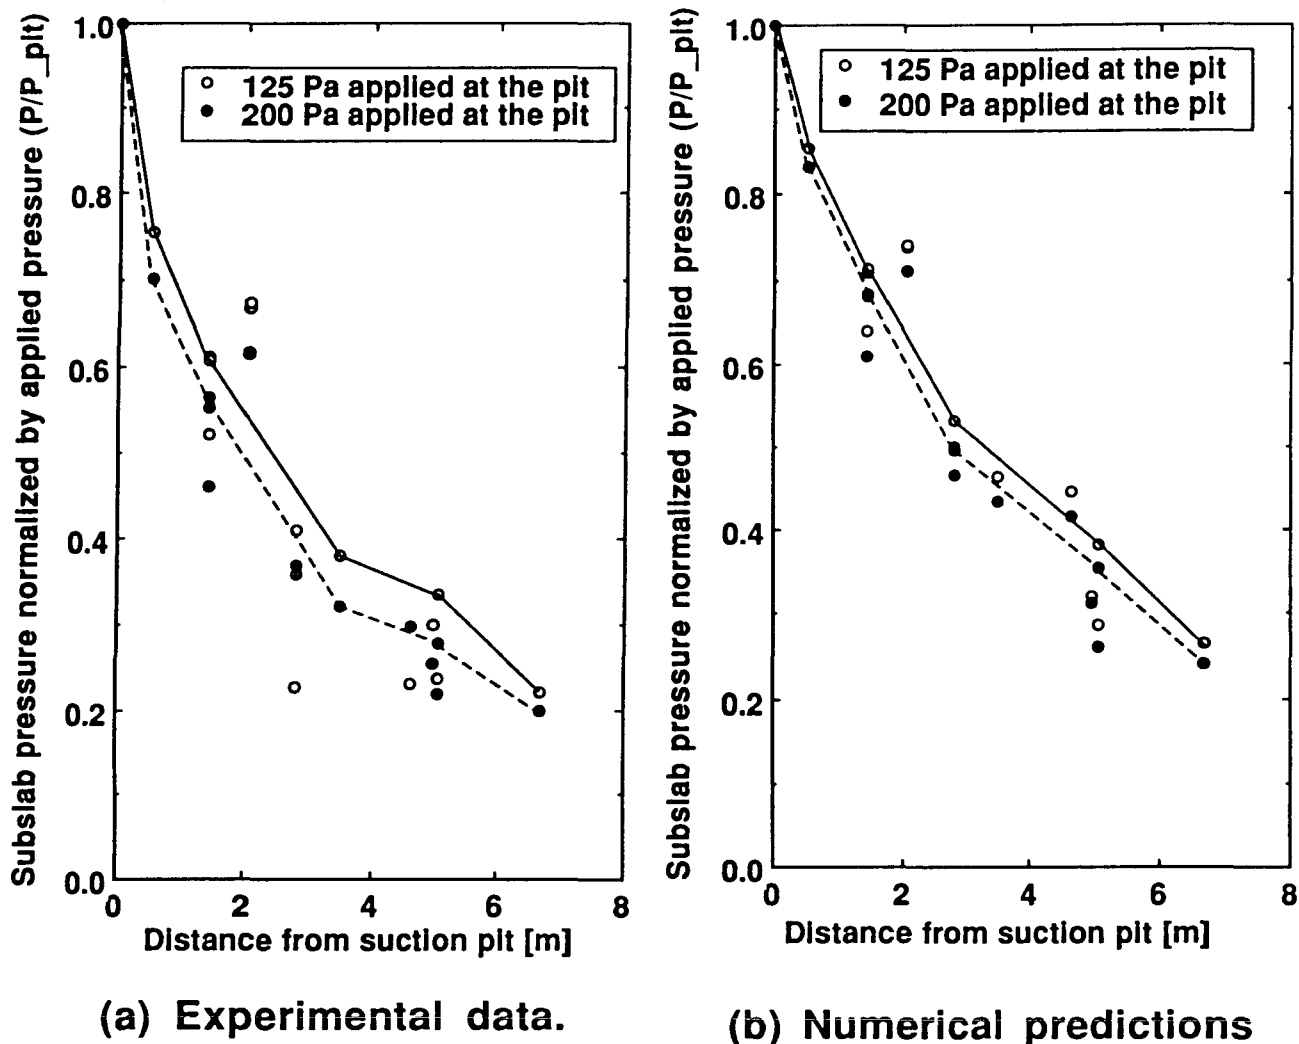 Subslab pressure normalized by applied pressure (P/P_pit)
1.0
0.8
0.6
0.4
0.2
0.0
125 Pa applied at the pit
200 Pa applied at the pit
0 2 4 6 8
Distance from suction pit [m]
(a) Experimental data.
Subslab pressure normalized by applied pressure (P/P_pit)
1.0
0.8
0.6
0.4
0.2
0.0
125 Pa applied at the pit
200 Pa applied at the pit
0 2 4 6 8
Distance from suction pit [m]
(b) Numerical predictions